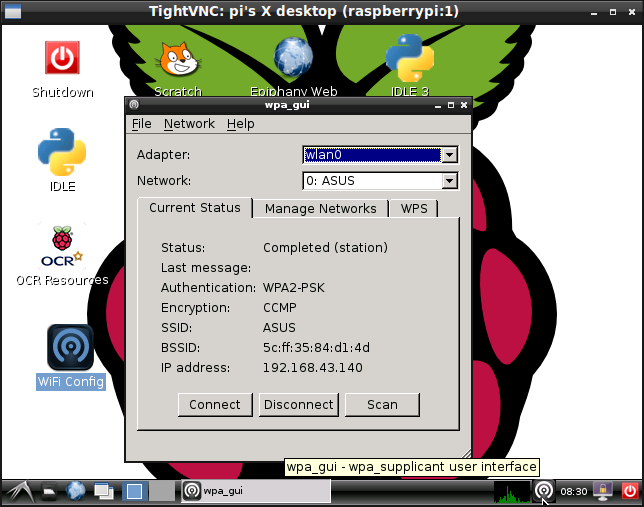 TightVNC: pi's X desktop (raspberrypi:1)
Shutdown
Scratch
Epiphany Web
IDLE 3
wpa_gui
File Network Help
Adapter: wlan0
Network: 0: ASUS
Current Status Manage Networks WPS
Status: Completed (station)
Last message:
Authentication: WPA2-PSK
Encryption: CCMP
SSID: ASUS
BSSID: 5c:ff:35:84:d1:4d
IP address: 192.168.43.140
Connect Disconnect Scan
IDLE
OCR
OCR Resources
WiFi Config
wpa_gui - wpa_supplicant user interface
wpa_gui
08:30